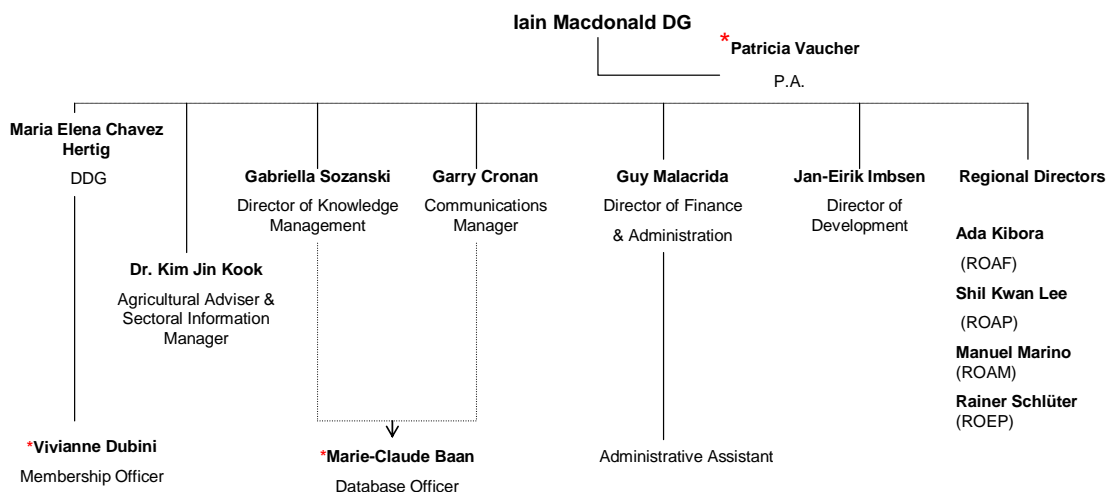 Iain Macdonald DG
*Patricia Vaucher
P.A.
Maria Elena Chavez
Hertig
DDG
Gabriella Sozanski
Director of Knowledge
Management
Garry Cronan
Communications
Manager
Guy Malacrida
Director of Finance
& Administration
Jan-Eirik Imbsen
Director of
Development
Regional Directors
Ada Kibora
(ROAF)
Shil Kwan Lee
(ROAP)
Manuel Marino
(ROAM)
Rainer Schlüter
(ROEP)
Dr. Kim Jin Kook
Agricultural Adviser &
Sectoral Information
Manager
*Vivianne Dubini
Membership Officer
*Marie-Claude Baan
Database Officer
Administrative Assistant